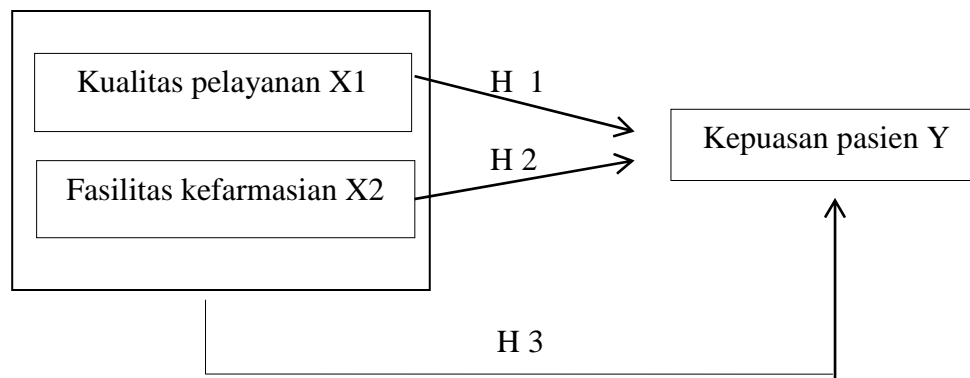 Kualitas pelayanan X1
H 1
Kepuasan pasien Y
H 2
Fasilitas kefarmasian X2
H 3